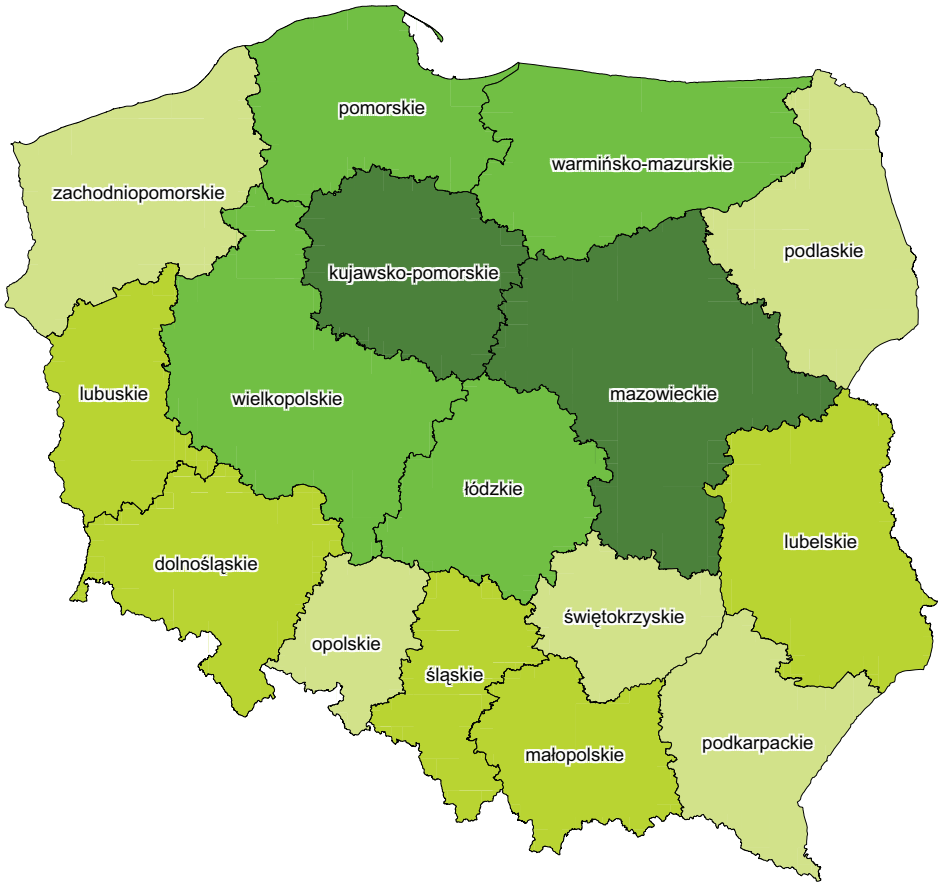 pomorskie
warmińsko-mazurskie
zachodniopomorskie
podlaskie
kujawsko-pomorskie
lubuskie
wielkopolskie
mazowieckie
łódzkie
lubelskie
dolnośląskie
świętokrzyskie
opolskie
śląskie
podkarpackie
małopolskie